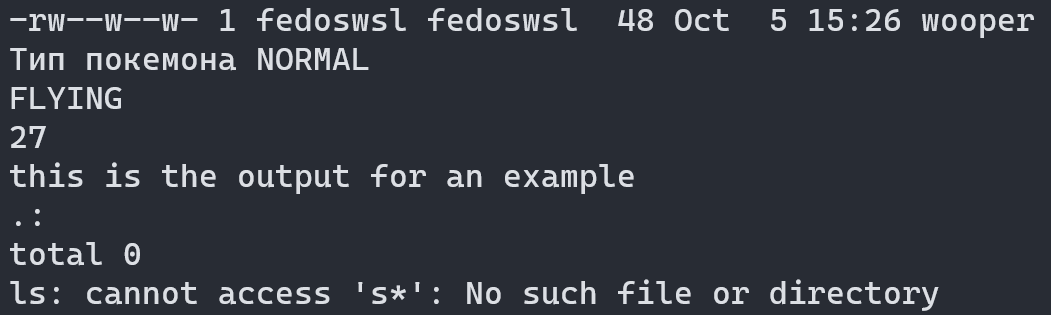 -rw--w--w- 1 fedoswsl fedoswsl  48 Oct  5 15:26 wooper
Тип покемона NORMAL
FLYING
27
this is the output for an example
.:
total 0
ls: cannot access 's*': No such file or directory